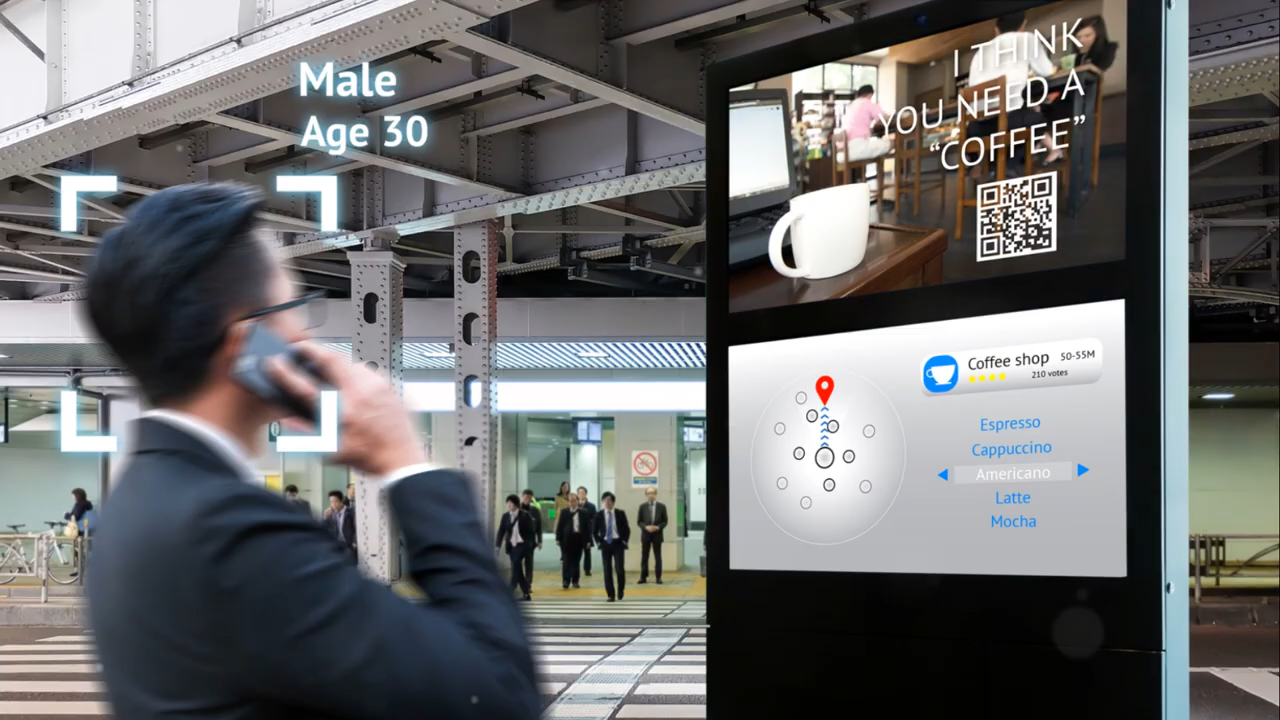 Male
Age 30
I THINK
YOU NEED A
“COFFEE”
Coffee shop 50-55M
210 votes
Espresso
Cappuccino
Americano
Latte
Mocha